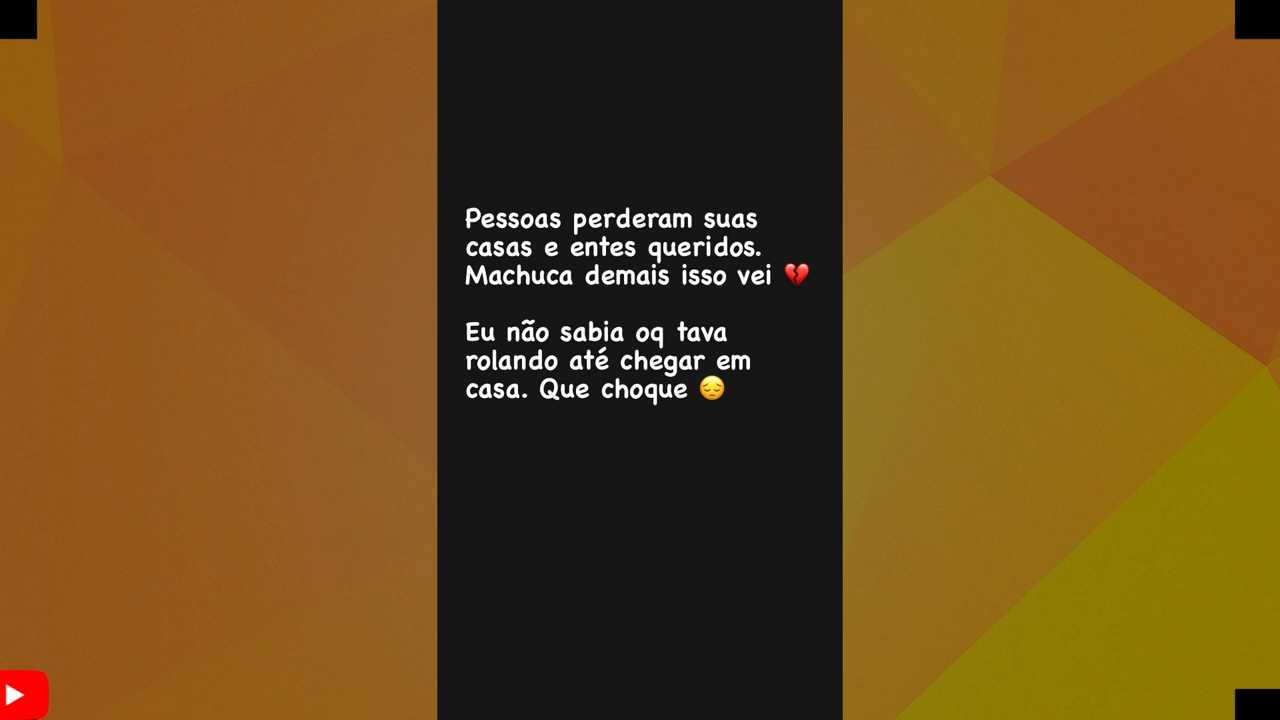 Pessoas perderam suas
casas e entes queridos.
Machuca demais isso vei 💔
Eu não sabia oq tava
rolando até chegar em
casa. Que choque 😔